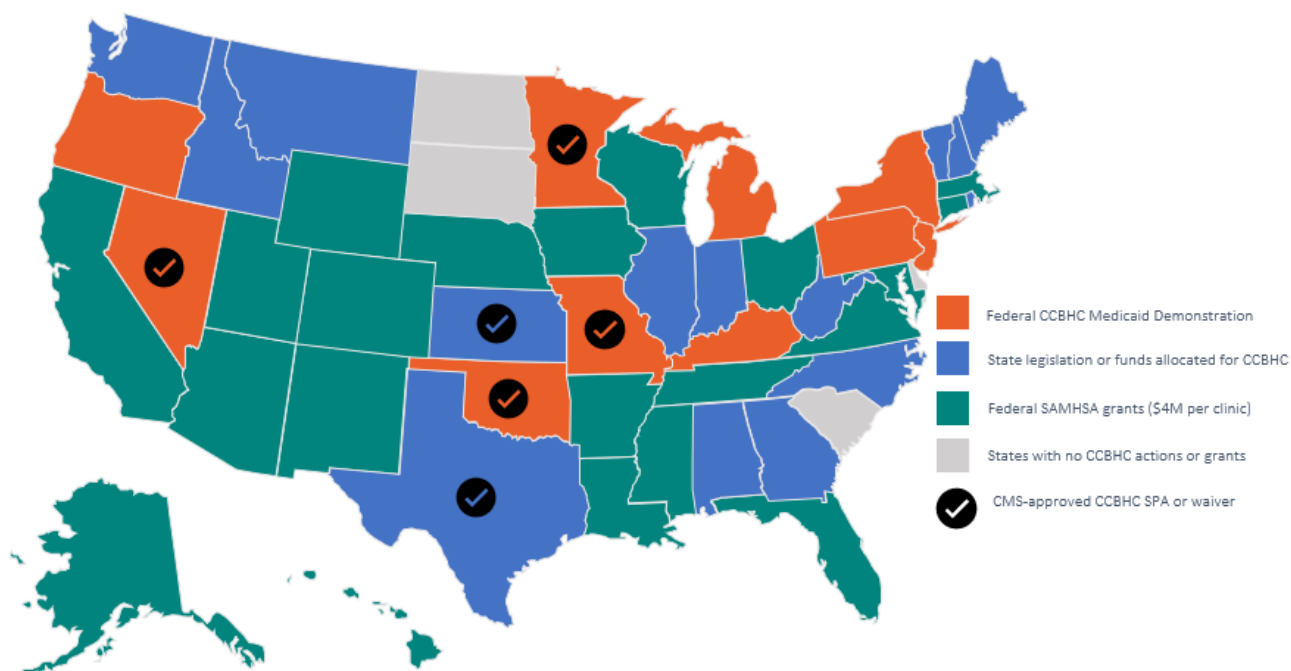 Federal CCBHC Medicaid Demonstration
State legislation or funds allocated for CCBHC
Federal SAMHSA grants ($4M per clinic)
States with no CCBHC actions or grants
CMS-approved CCBHC SPA or waiver